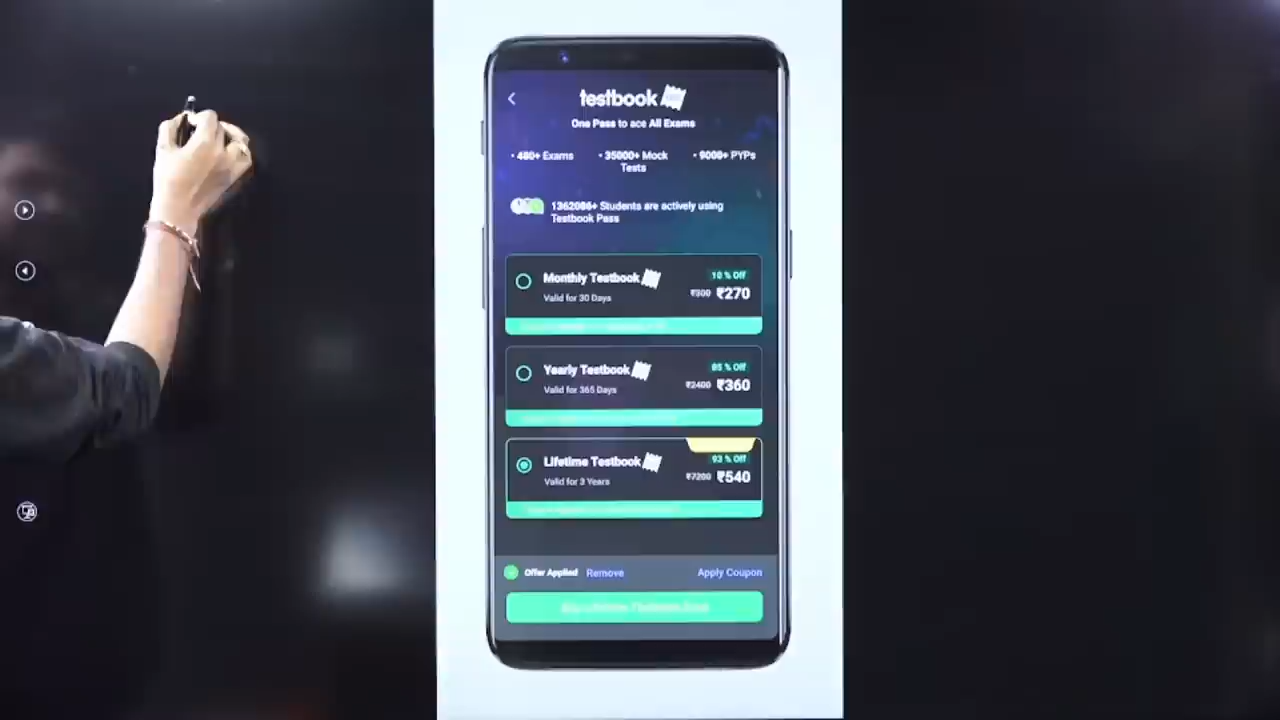 testbook
One Pass to ace All Exams
• 480+ Exams
• 35000+ Mock Tests
• 9000+ PYPs
1362086+ Students are actively using
Testbook Pass
Monthly Testbook
10 % Off
Valid for 30 Days
₹300 ₹270
Yearly Testbook
85 % Off
Valid for 365 Days
₹2400 ₹360
Lifetime Testbook
93 % Off
Valid for 3 Years
₹7200 ₹540
Offer Applied Remove
Apply Coupon